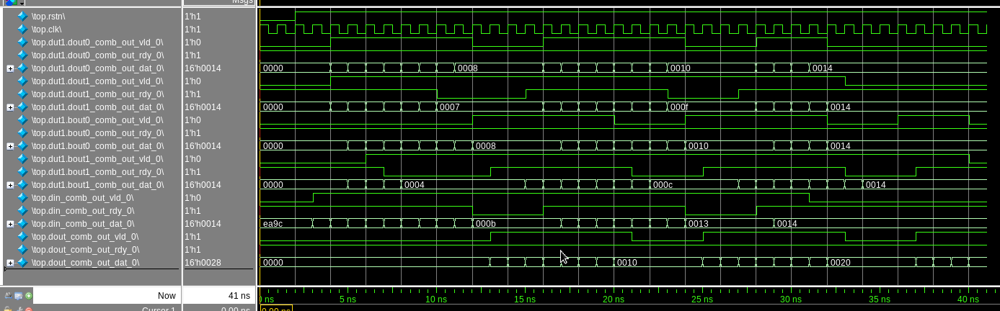 Msgs
\top.rstn\ 1'h1
\top.clk\ 1'h1
\top.dut1.dout0_comb_out_vld_0\ 1'h0
\top.dut1.dout0_comb_out_rdy_0\ 1'h1
\top.dut1.dout0_comb_out_dat_0\ 16'h0014 0000 0008 0010 0014
\top.dut1.dout1_comb_out_vld_0\ 1'h0
\top.dut1.dout1_comb_out_rdy_0\ 1'h1
\top.dut1.dout1_comb_out_dat_0\ 16'h0014 0000 0007 000f 0014
\top.dut1.bout0_comb_out_vld_0\ 1'h0
\top.dut1.bout0_comb_out_rdy_0\ 1'h1
\top.dut1.bout0_comb_out_dat_0\ 16'h0014 0000 0008 0010 0014
\top.dut1.bout1_comb_out_vld_0\ 1'h0
\top.dut1.bout1_comb_out_rdy_0\ 1'h1
\top.dut1.bout1_comb_out_dat_0\ 16'h0014 0000 0004 000c 0014
\top.din_comb_out_vld_0\ 1'h0
\top.din_comb_out_rdy_0\ 1'h1
\top.din_comb_out_dat_0\ 16'h0014 ea9c 000b 0013 0014
\top.dout_comb_out_vld_0\ 1'h1
\top.dout_comb_out_rdy_0\ 1'h1
\top.dout_comb_out_dat_0\ 16'h0028 0000 0010 0020
Now 41 ns ns 5 ns 10 ns 15 ns 20 ns 25 ns 30 ns 35 ns 40 ns
Cursor 1 0.00 ns 0.00 ns